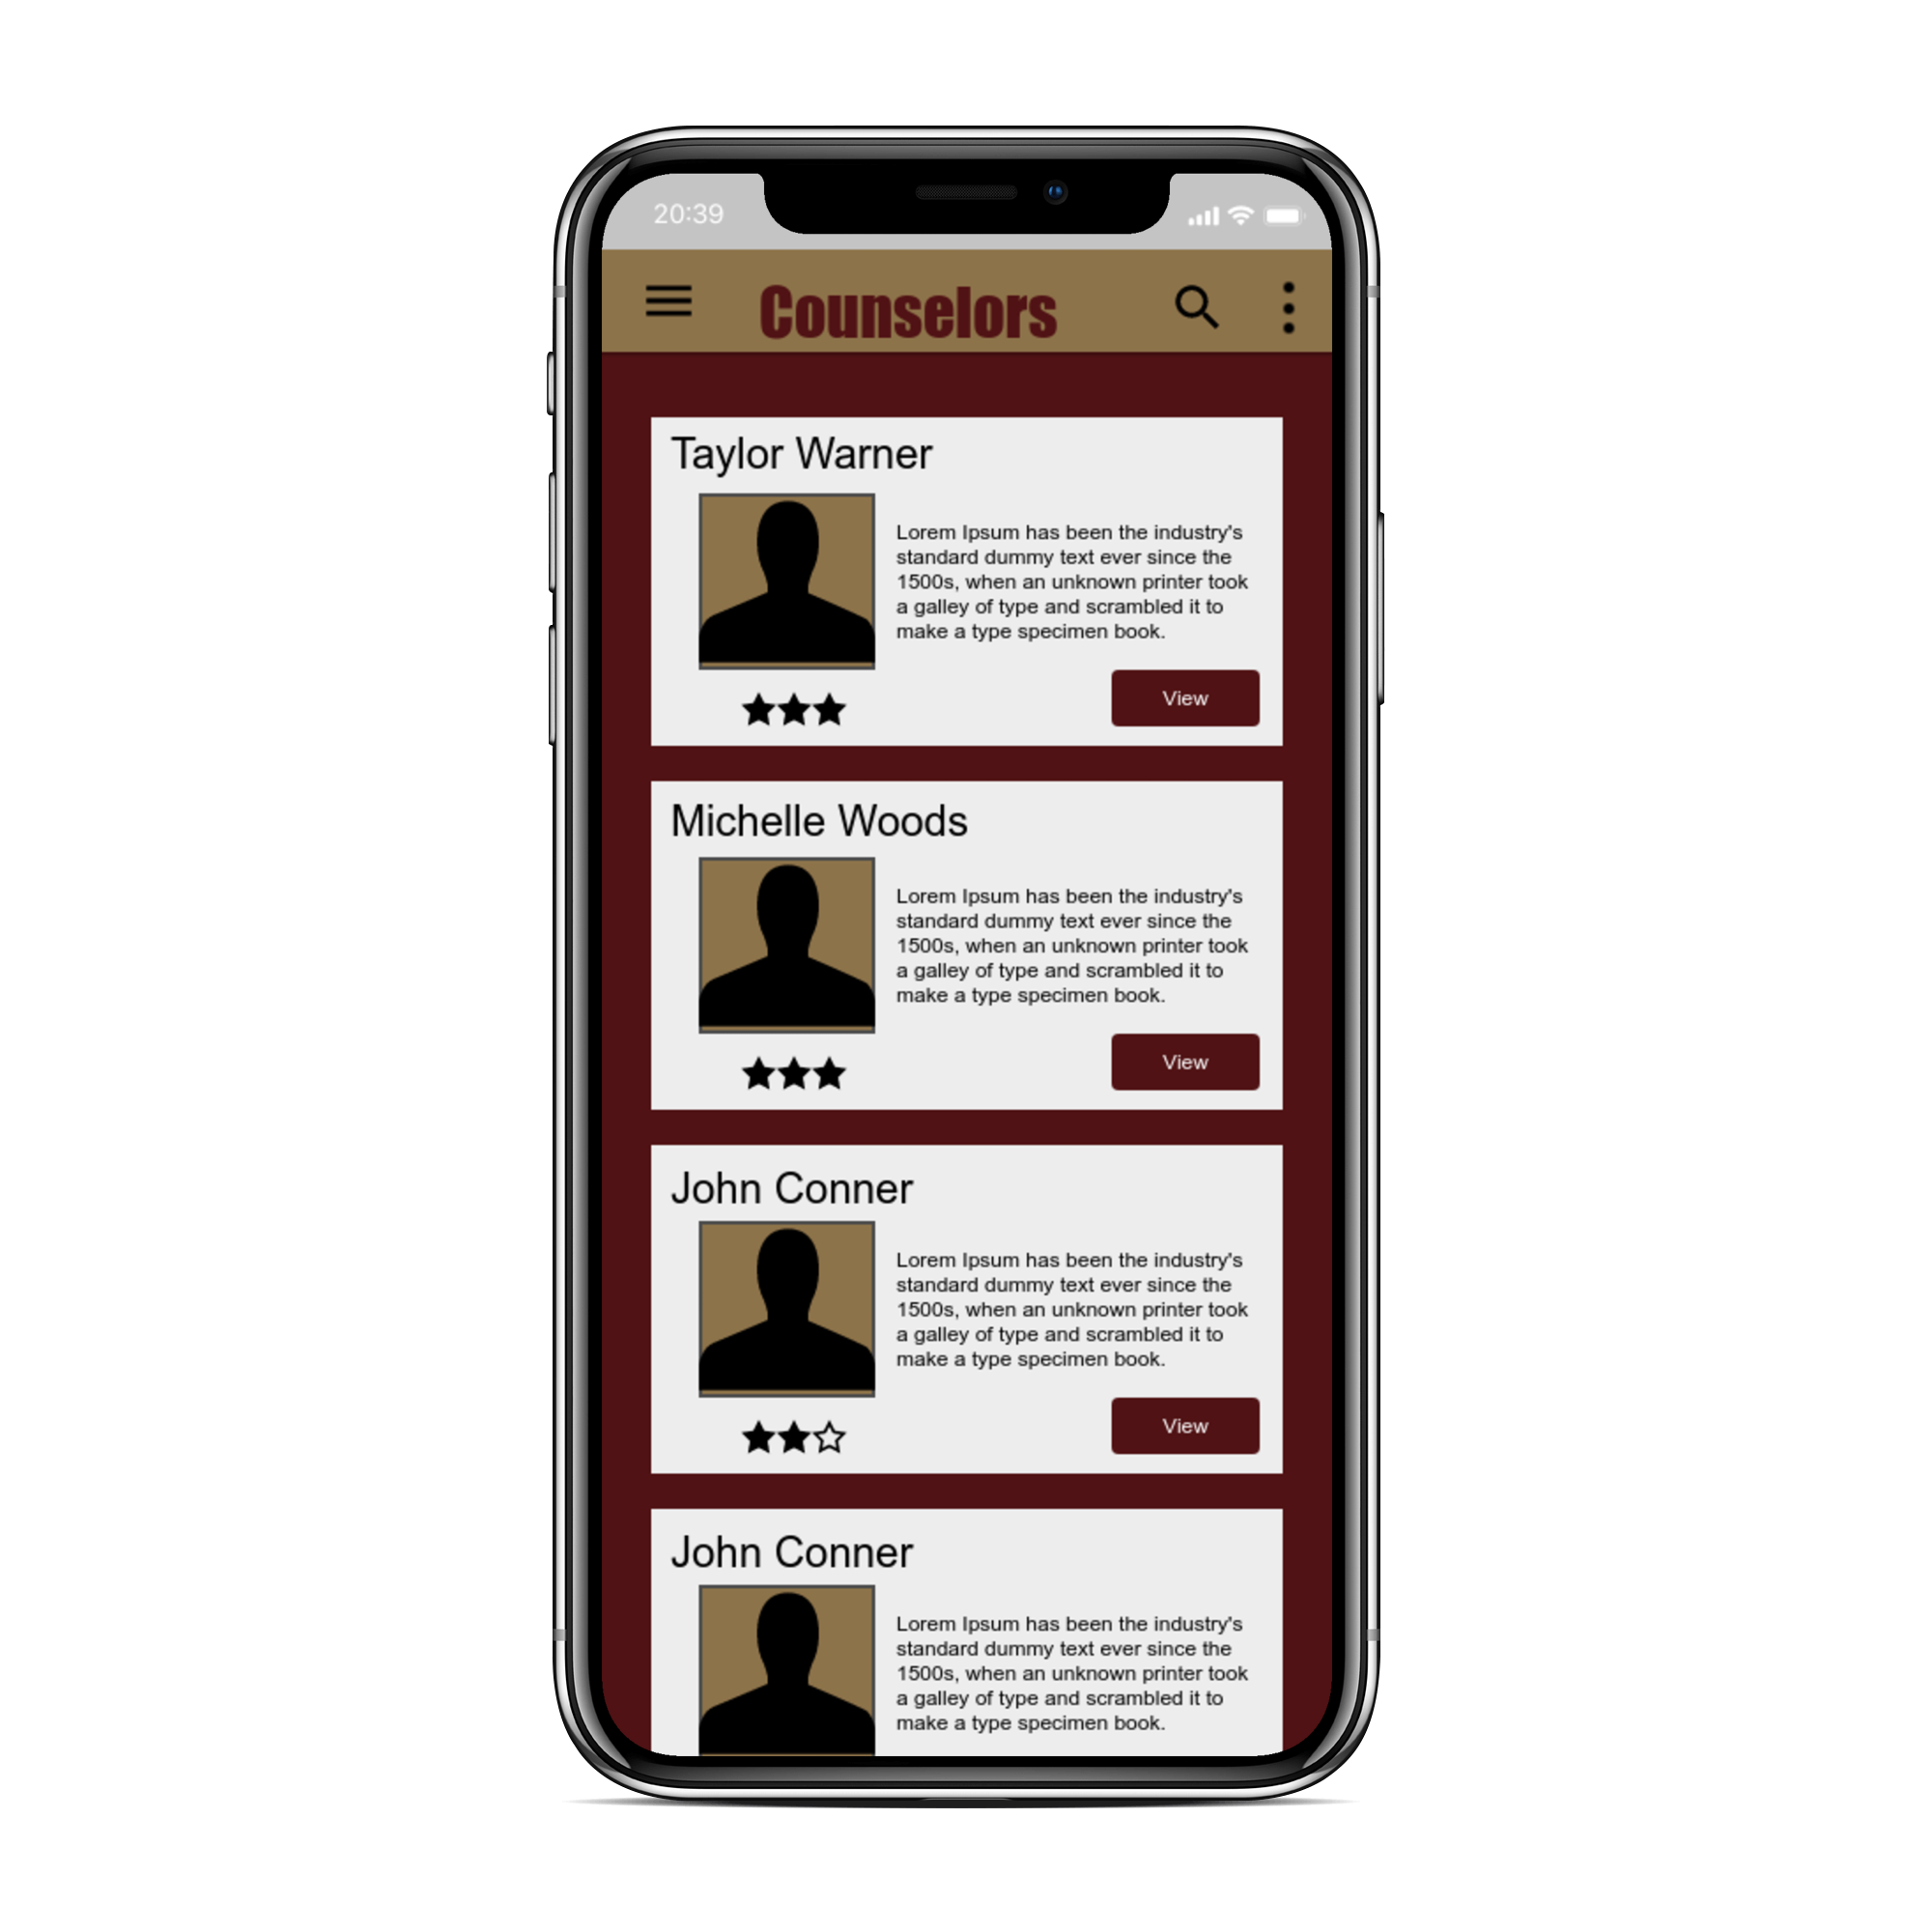 20:39
Counselors
Taylor Warner
Lorem Ipsum has been the industry's
standard dummy text ever since the
1500s, when an unknown printer took
a galley of type and scrambled it to
make a type specimen book.
View
Michelle Woods
Lorem Ipsum has been the industry's
standard dummy text ever since the
1500s, when an unknown printer took
a galley of type and scrambled it to
make a type specimen book.
View
John Conner
Lorem Ipsum has been the industry's
standard dummy text ever since the
1500s, when an unknown printer took
a galley of type and scrambled it to
make a type specimen book.
View
John Conner
Lorem Ipsum has been the industry's
standard dummy text ever since the
1500s, when an unknown printer took
a galley of type and scrambled it to
make a type specimen book.